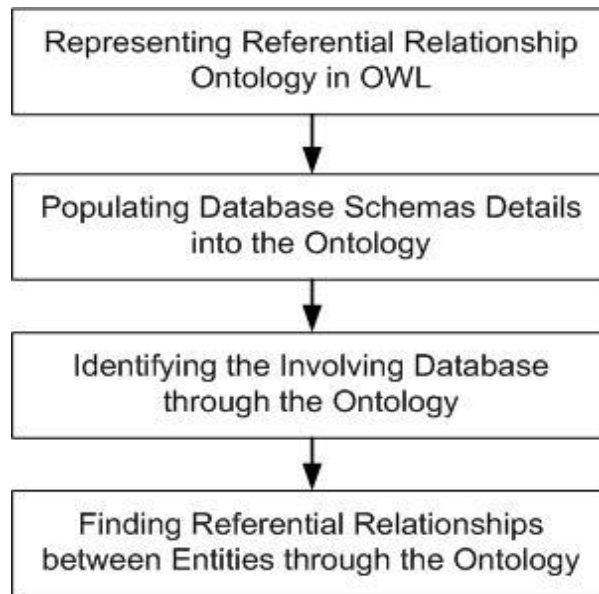 Representing Referential Relationship
Ontology in OWL
Populating Database Schemas Details
into the Ontology
Identifying the Involving Database
through the Ontology
Finding Referential Relationships
between Entities through the Ontology